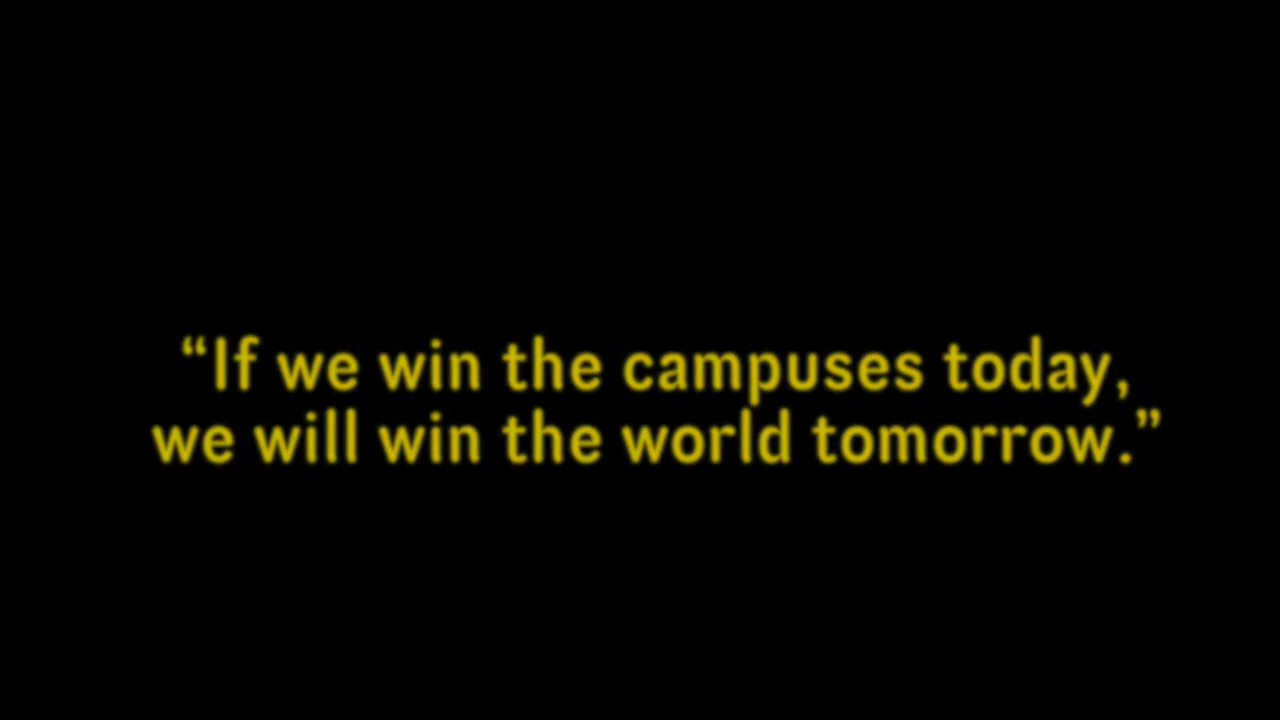 “If we win the campuses today,
we will win the world tomorrow.”